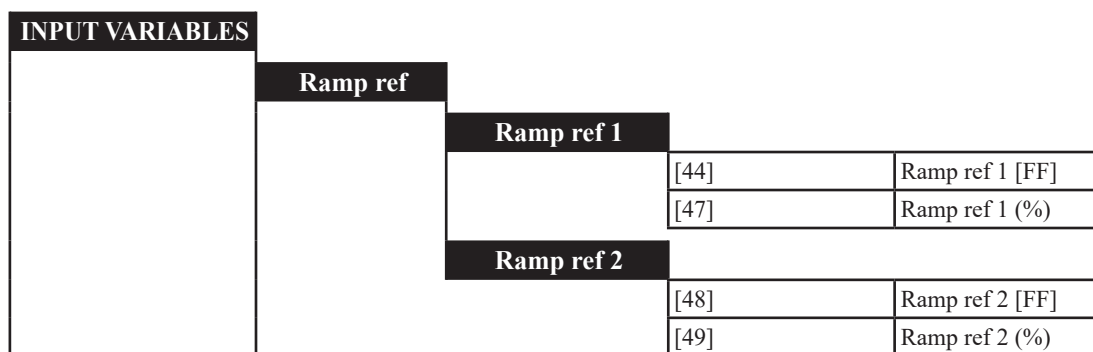 INPUT VARIABLES
Ramp ref
Ramp ref 1
[44] Ramp ref 1 [FF]
[47] Ramp ref 1 (%)
Ramp ref 2
[48] Ramp ref 2 [FF]
[49] Ramp ref 2 (%)